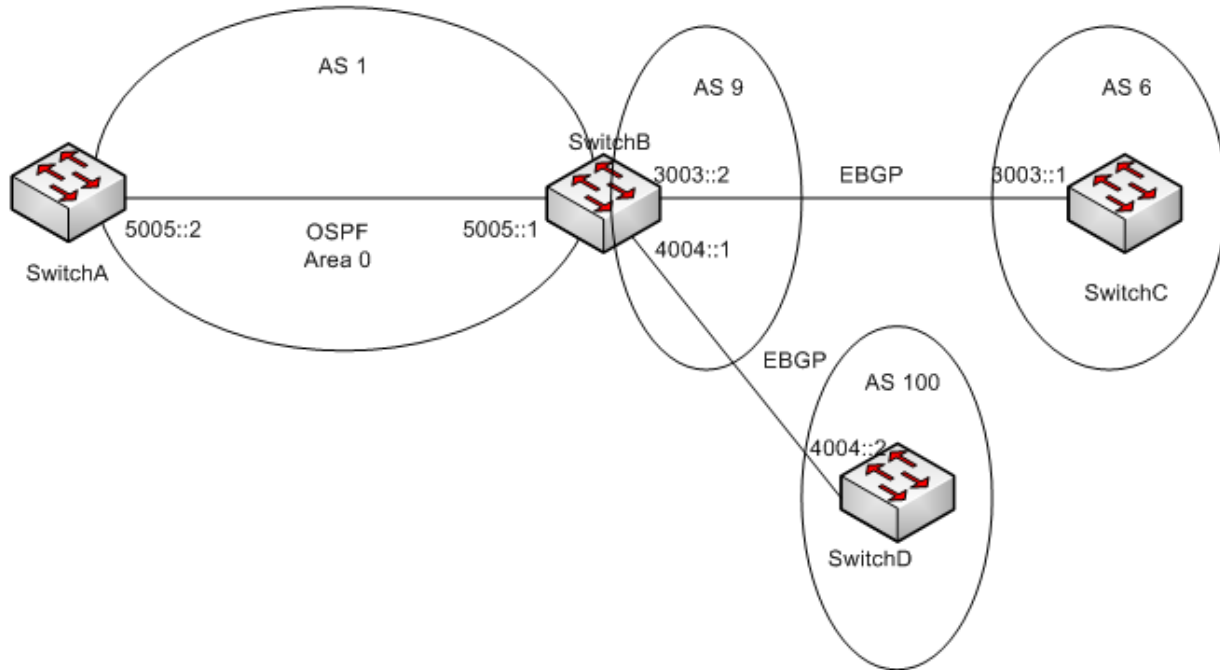 AS 1
AS 9
AS 6
SwitchB
3003::2
EBGP
3003::1
5005::2
OSPF
Area 0
5005::1
4004::1
SwitchA
SwitchC
EBGP
AS 100
4004::2
SwitchD